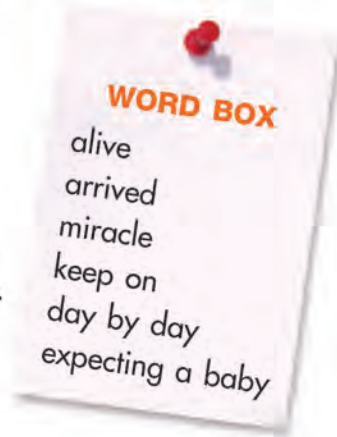 WORD BOX
alive
arrived
miracle
keep on
day by day
expecting a baby